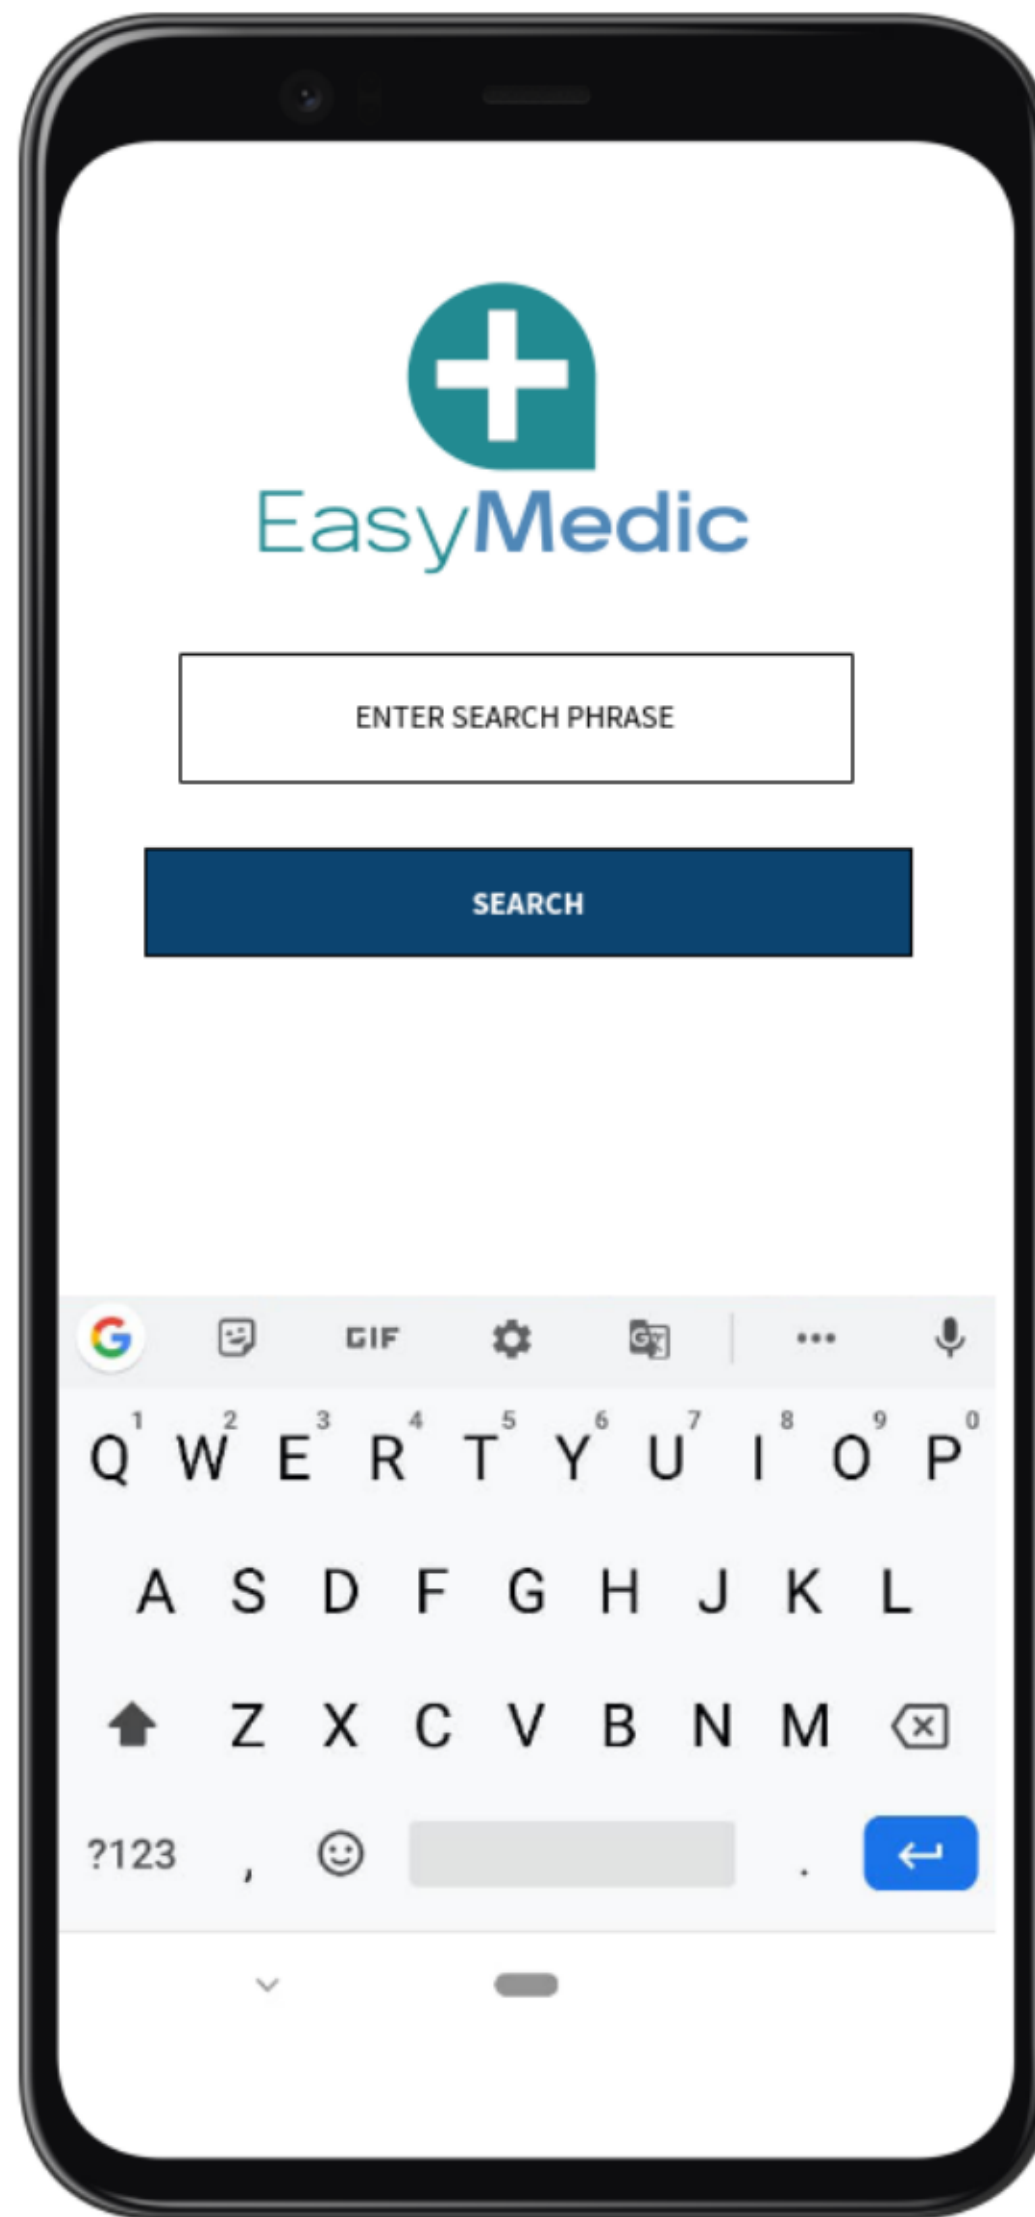 EasyMedic
ENTER SEARCH PHRASE
SEARCH
G GIF G
1 2 3 4 5 6 7 8 9 0
Q W E R T Y U I O P
A S D F G H J K L
Z X C V B N M
?123 , .